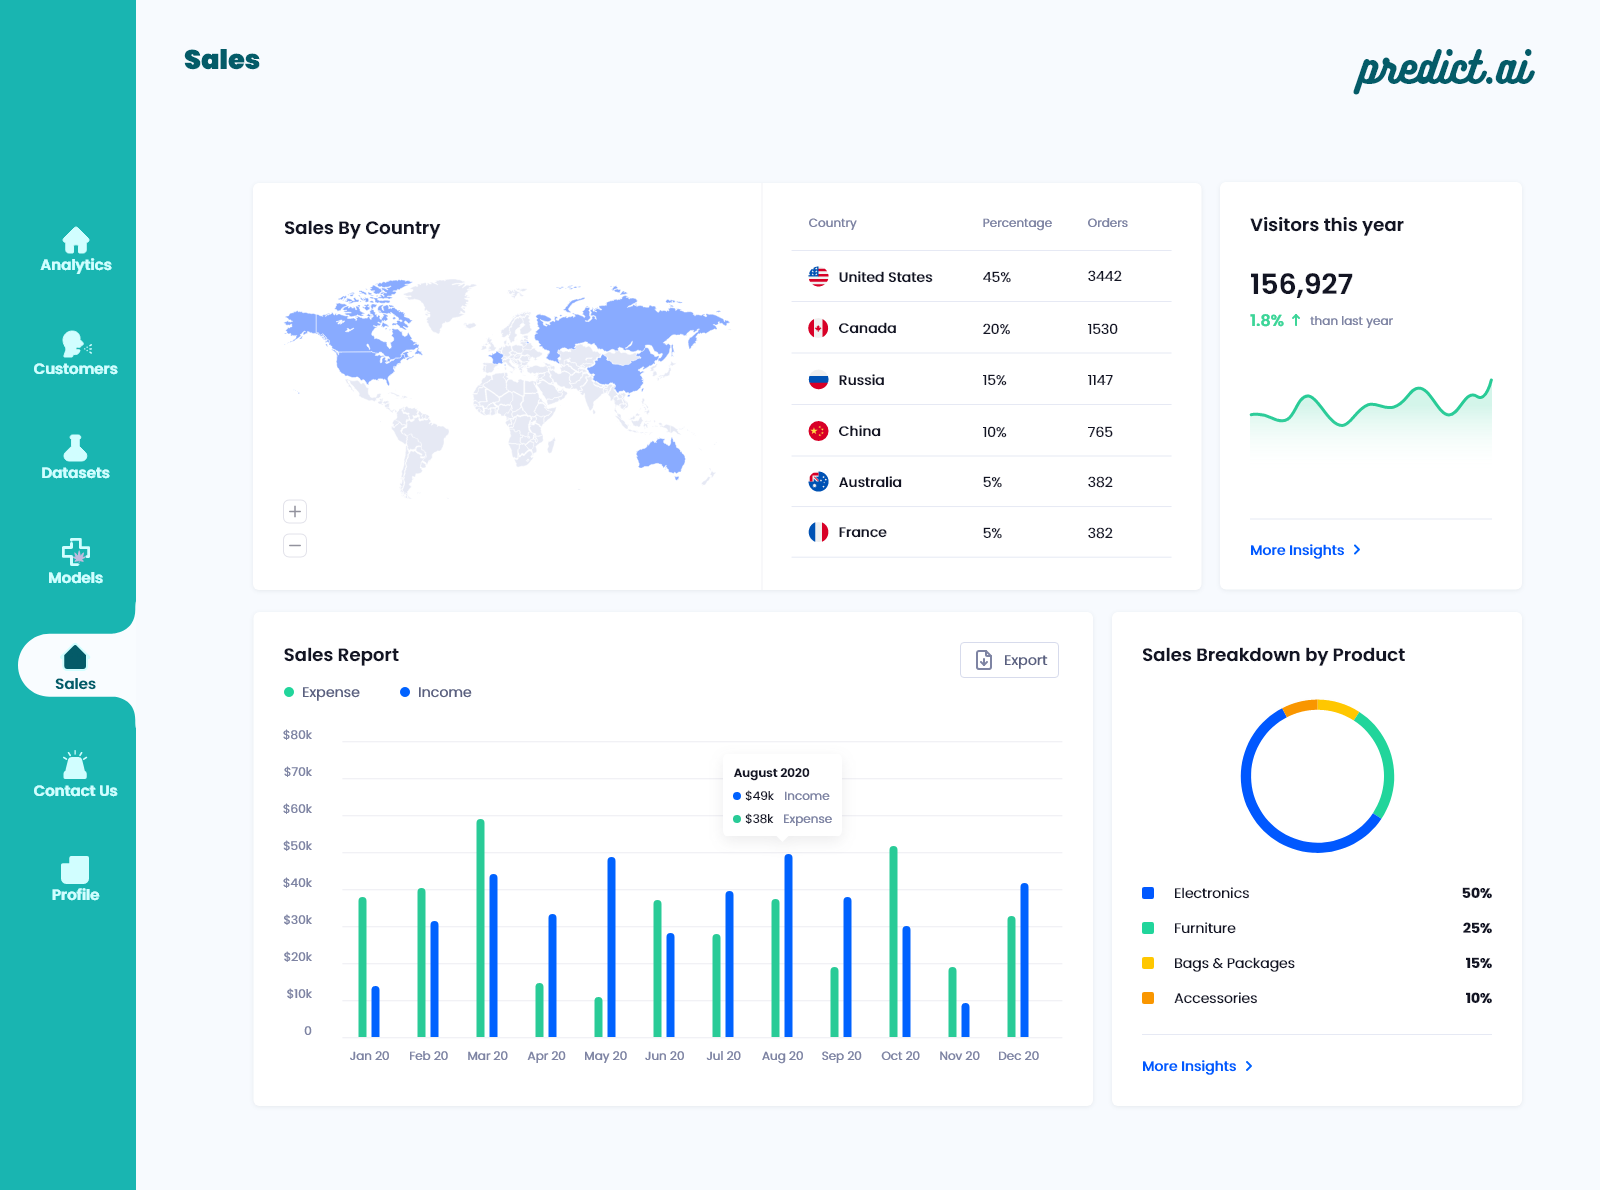 Sales
predict.ai
Analytics
Customers
Datasets
Models
Sales
Contact Us
Profile
Sales By Country
Country Percentage Orders
United States 45% 3442
Canada 20% 1530
Russia 15% 1147
China 10% 765
Australia 5% 382
France 5% 382
Visitors this year
156,927
1.8% ↑ than last year
More Insights
Sales Report
Export
Expense Income
$80k
$70k
$60k
$50k
$40k
$30k
$20k
$10k
0
August 2020
$49k Income
$38k Expense
Jan 20 Feb 20 Mar 20 Apr 20 May 20 Jun 20 Jul 20 Aug 20 Sep 20 Oct 20 Nov 20 Dec 20
Sales Breakdown by Product
Electronics 50%
Furniture 25%
Bags & Packages 15%
Accessories 10%
More Insights